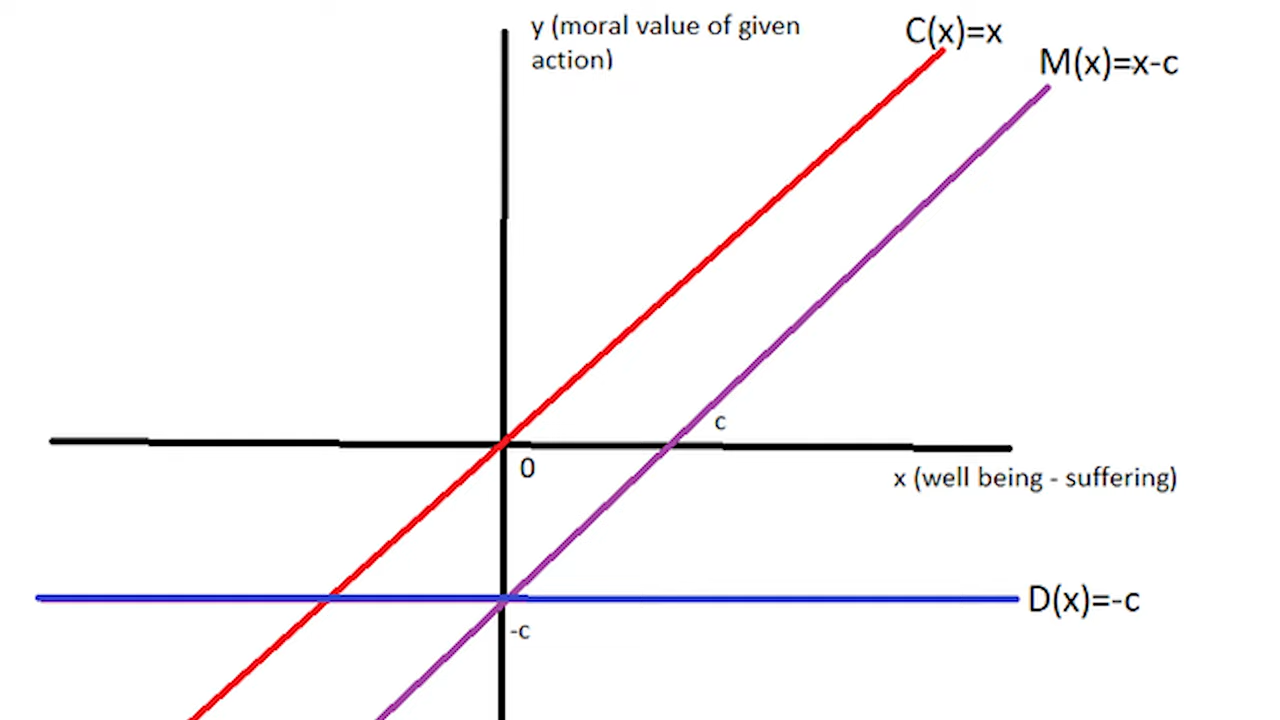 y (moral value of given
action)
C(x)=x
M(x)=x-c
c
0
x (well being - suffering)
D(x)=-c
-c